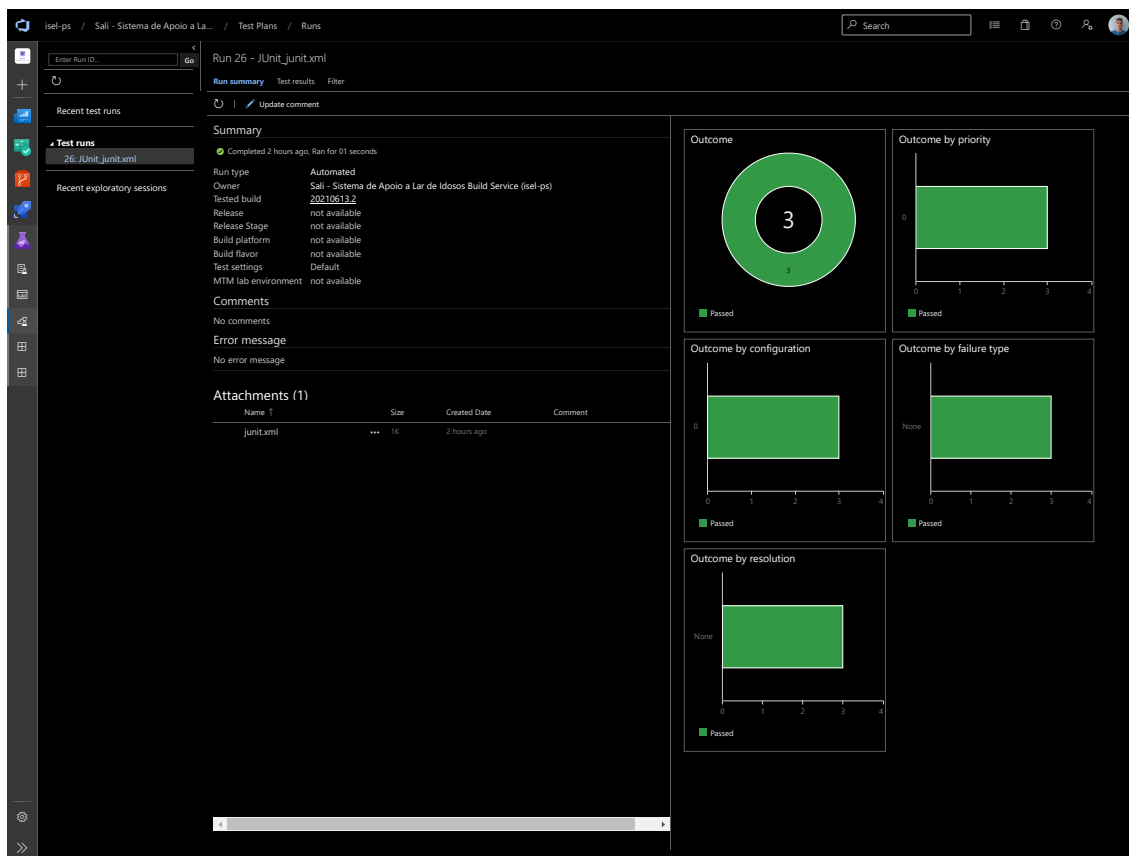 isel-ps / Sali - Sistema de Apoio a La... / Test Plans / Runs
Search
Enter Run ID...
Go
Recent test runs
Test runs
26: JUnit_junit.xml
Recent exploratory sessions
Run 26 - JUnit_junit.xml
Run summary Test results Filter
Update comment
Summary
Completed 2 hours ago, Ran for 01 seconds
Run type Automated
Owner Sali - Sistema de Apoio a Lar de Idosos Build Service (isel-ps)
Tested build 20210613.2
Release not available
Release Stage not available
Build platform not available
Build flavor not available
Test settings Default
MTM lab environment not available
Comments
No comments
Error message
No error message
Attachments (1)
Name ↑ Size Created Date Comment
junit.xml ••• 1K 2 hours ago
Outcome
3
3
Passed
Outcome by priority
0
0 1 2 3 4
Passed
Outcome by configuration
0
0 1 2 3 4
Passed
Outcome by failure type
None
0 1 2 3 4
Passed
Outcome by resolution
None
0 1 2 3 4
Passed